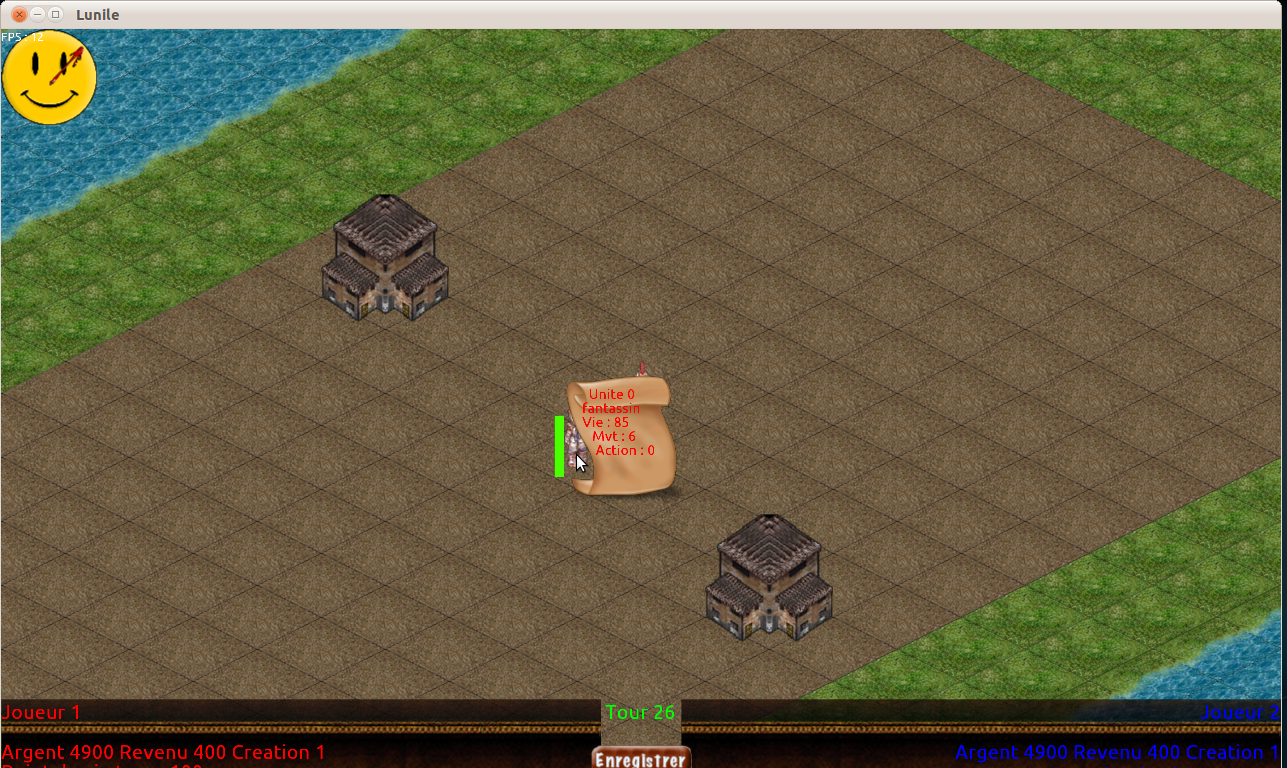 Lunile
FPS : 12
Unite 0
fantassin
Vie : 85
Mvt : 6
Action : 0
Joueur 1
Tour 26
Joueur 2
Argent 4900 Revenu 400 Creation 1
Enregistrer
Argent 4900 Revenu 400 Creation 1